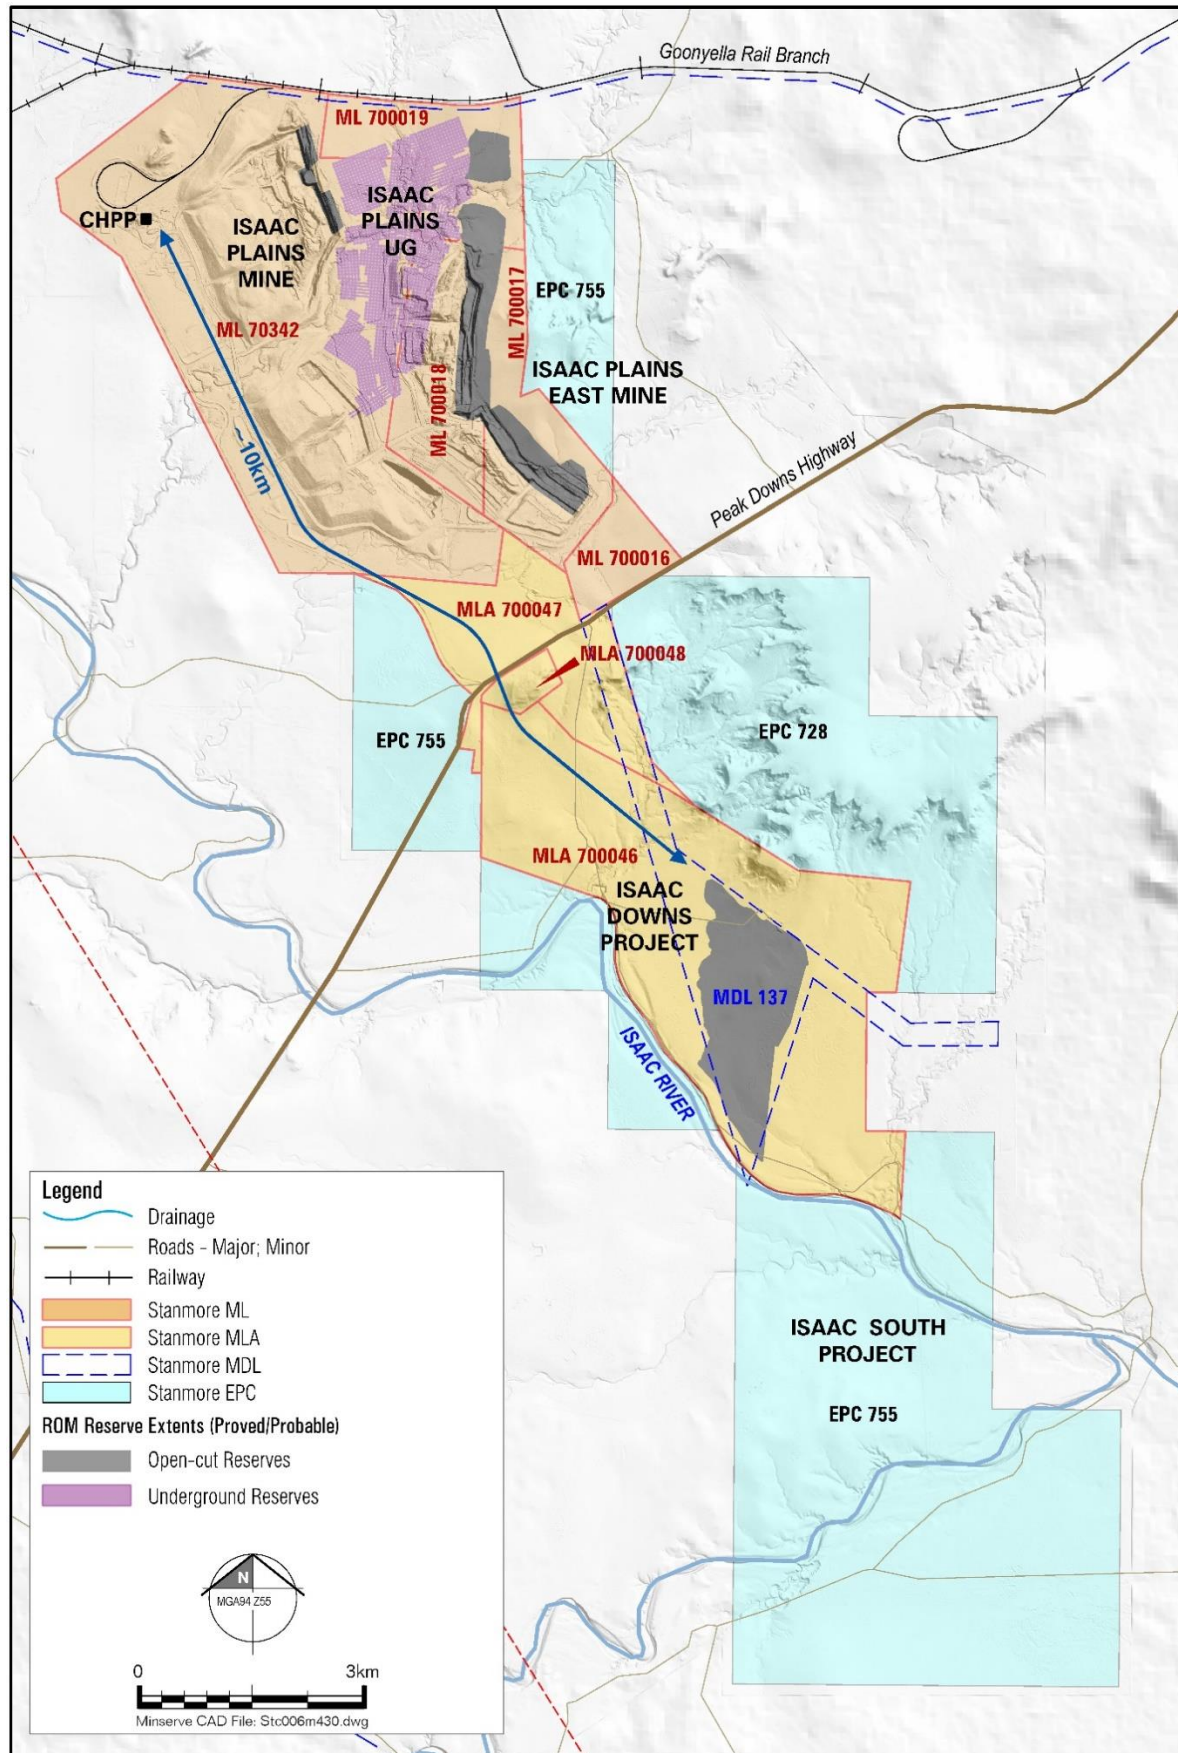 Goonyella Rail Branch
ML 700019
ISAAC
PLAINS
UG
CHPP
ISAAC
PLAINS
MINE
ML 700017
EPC 755
ML 70342
ISAAC PLAINS
EAST MINE
ML 700018
~10km
Peak Downs Highway
ML 700016
MLA 700047
MLA 700048
EPC 755
EPC 728
MLA 700046
ISAAC
DOWNS
PROJECT
MDL 137
ISAAC RIVER
Legend
Drainage
Roads - Major; Minor
Railway
Stanmore ML
Stanmore MLA
Stanmore MDL
Stanmore EPC
ROM Reserve Extents (Proved/Probable)
Open-cut Reserves
Underground Reserves
N
MGA94 Z55
0 3km
Minserve CAD File: Stc006m430.dwg
ISAAC SOUTH
PROJECT
EPC 755